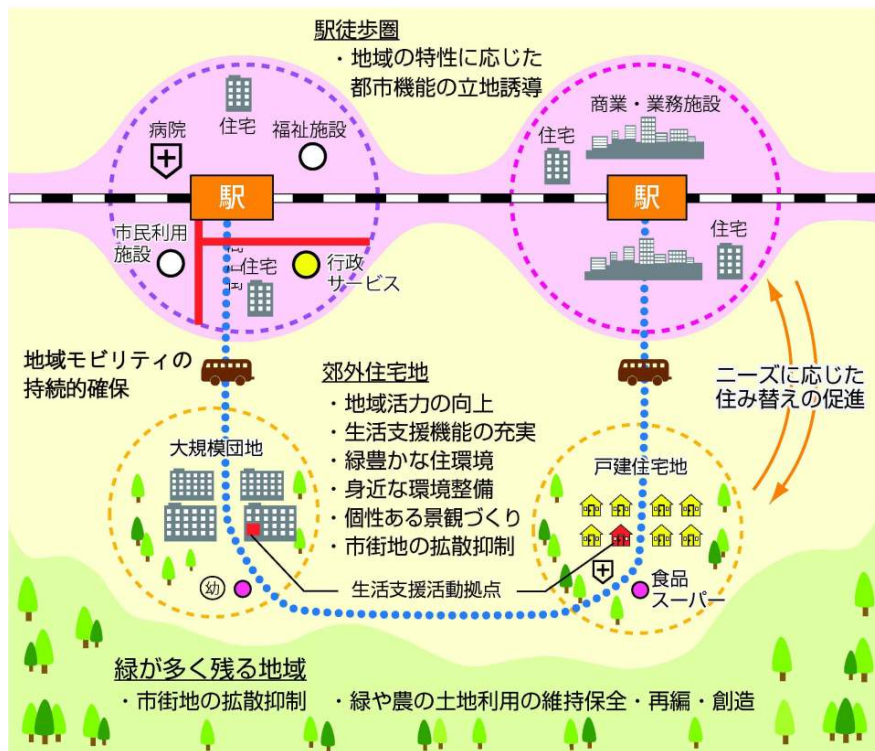 駅徒歩圏
・地域の特性に応じた
都市機能の立地誘導
病院
住宅
福祉施設
駅
市民利用
施設
住宅
行政
サービス
商業・業務施設
住宅
駅
住宅
地域モビリティの
持続的確保
ニーズに応じた
住み替えの促進
郊外住宅地
・地域活力の向上
・生活支援機能の充実
・緑豊かな住環境
・身近な環境整備
・個性ある景観づくり
・市街地の拡散抑制
大規模団地
戸建住宅地
幼
生活支援活動拠点
食品
スーパー
緑が多く残る地域
・市街地の拡散抑制 ・緑や農の土地利用の維持保全・再編・創造